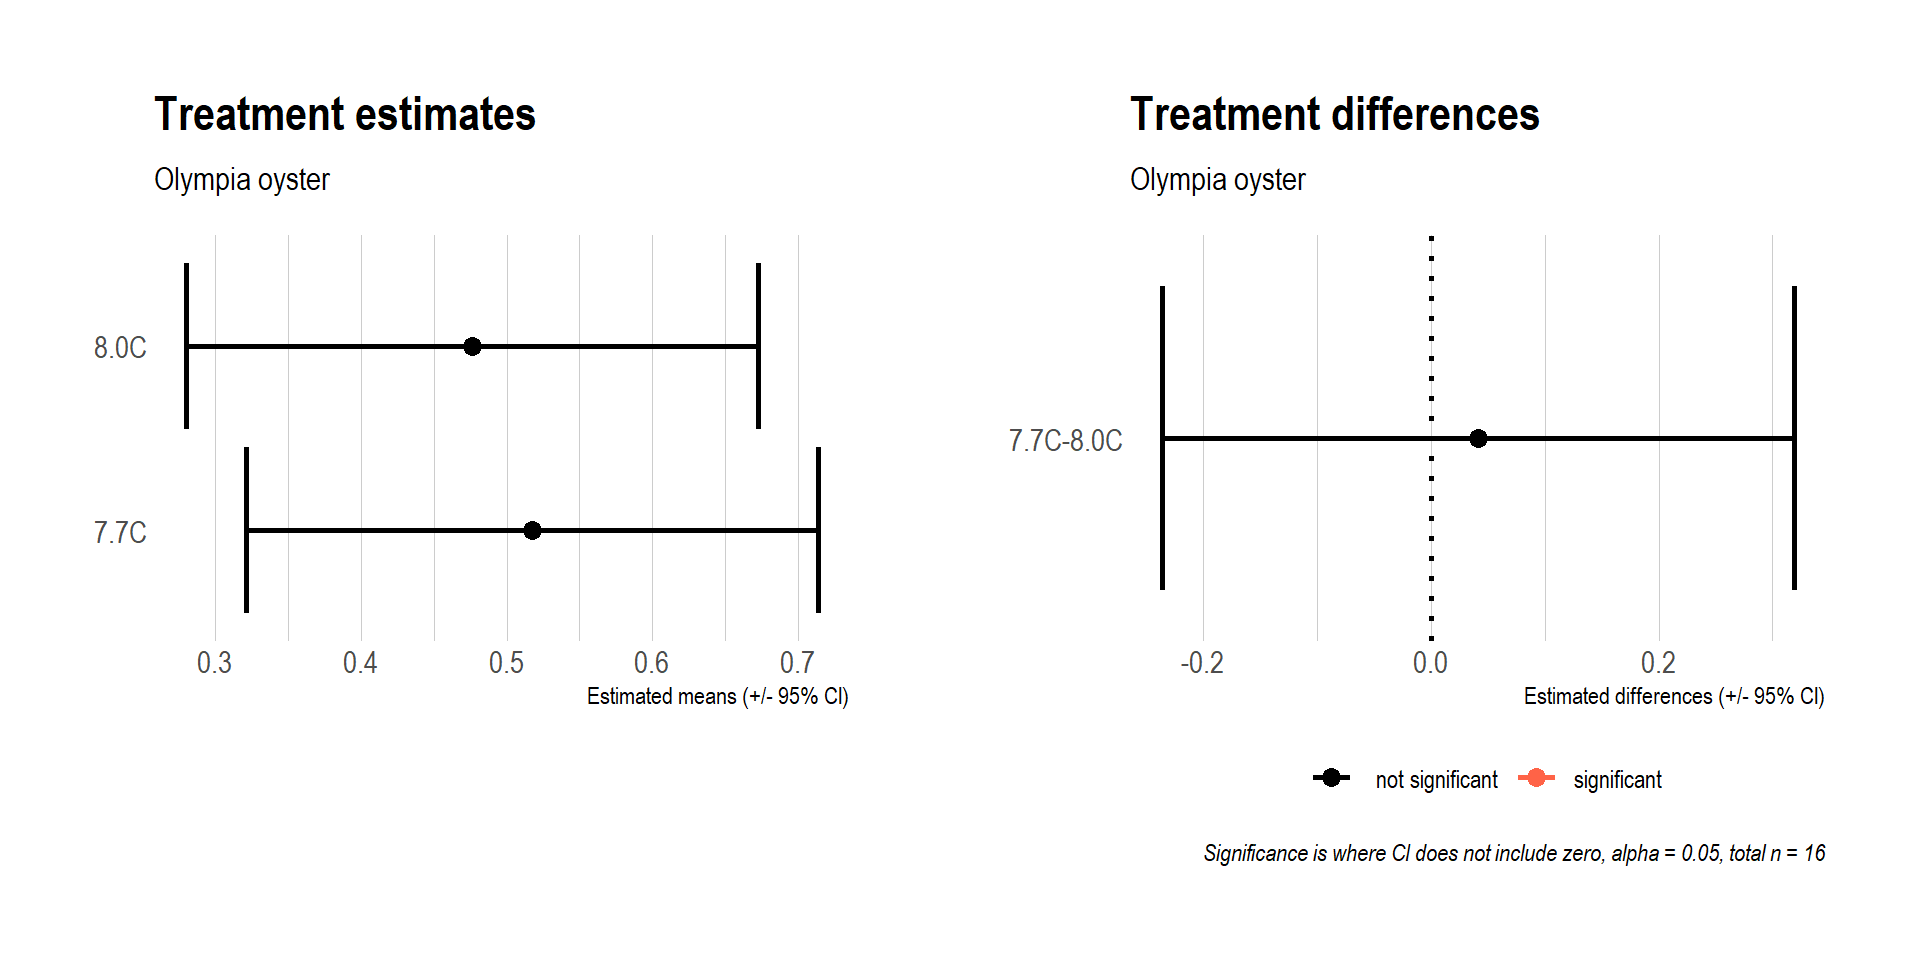 Treatment estimates
Olympia oyster
8.0C
7.7C
0.3 0.4 0.5 0.6 0.7
Estimated means (+/- 95% CI)
Treatment differences
Olympia oyster
7.7C-8.0C
-0.2 0.0 0.2
Estimated differences (+/- 95% CI)
not significant significant
Significance is where CI does not include zero, alpha = 0.05, total n = 16